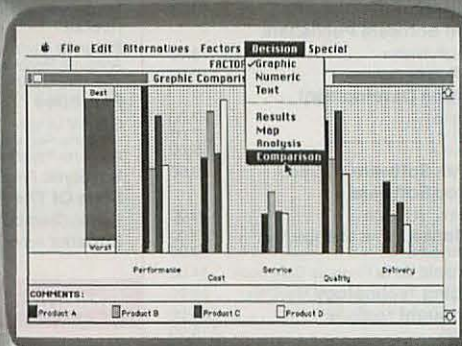 File Edit Alternatives Factors Decision Special
FACTOR
✓Graphic
Graphic Comparis
Numeric
Text
Results
Map
Analysis
Comparison
Best
Worst
Performance
Cost
Service
Quality
Delivery
COMMENTS:
Product A Product B Product C Product D